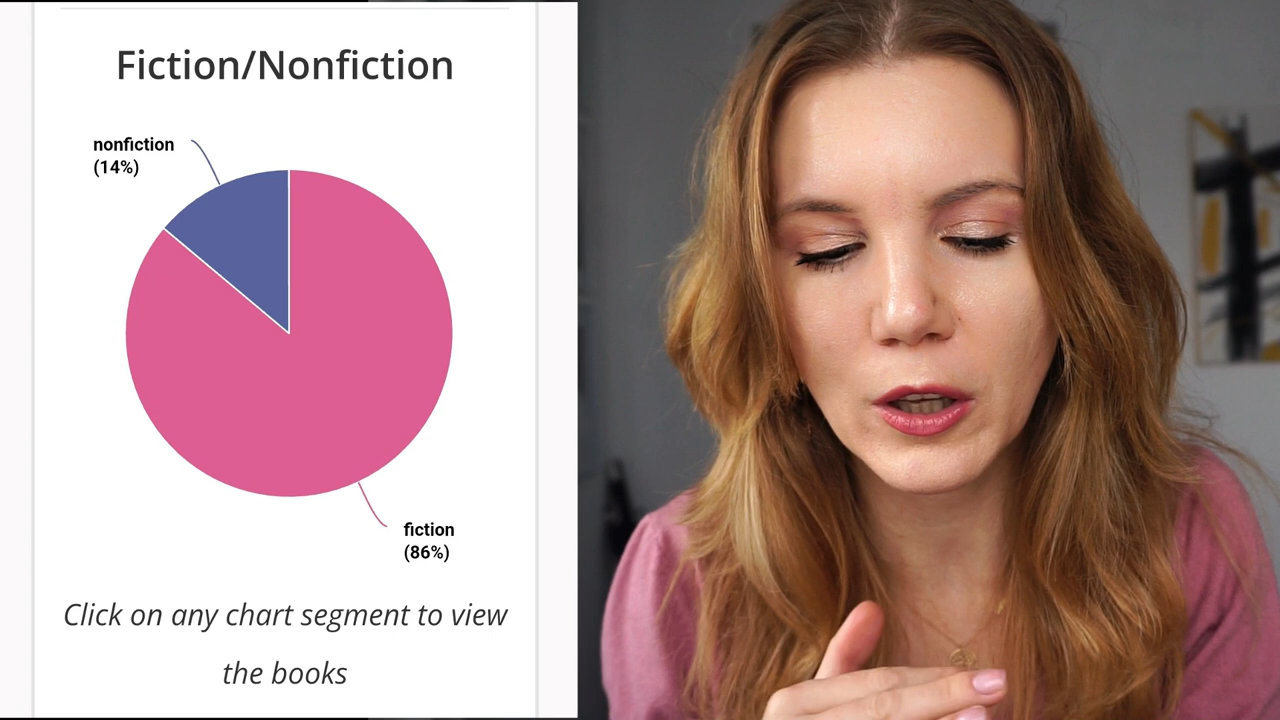 Fiction/Nonfiction
nonfiction
(14%)
fiction
(86%)
Click on any chart segment to view
the books